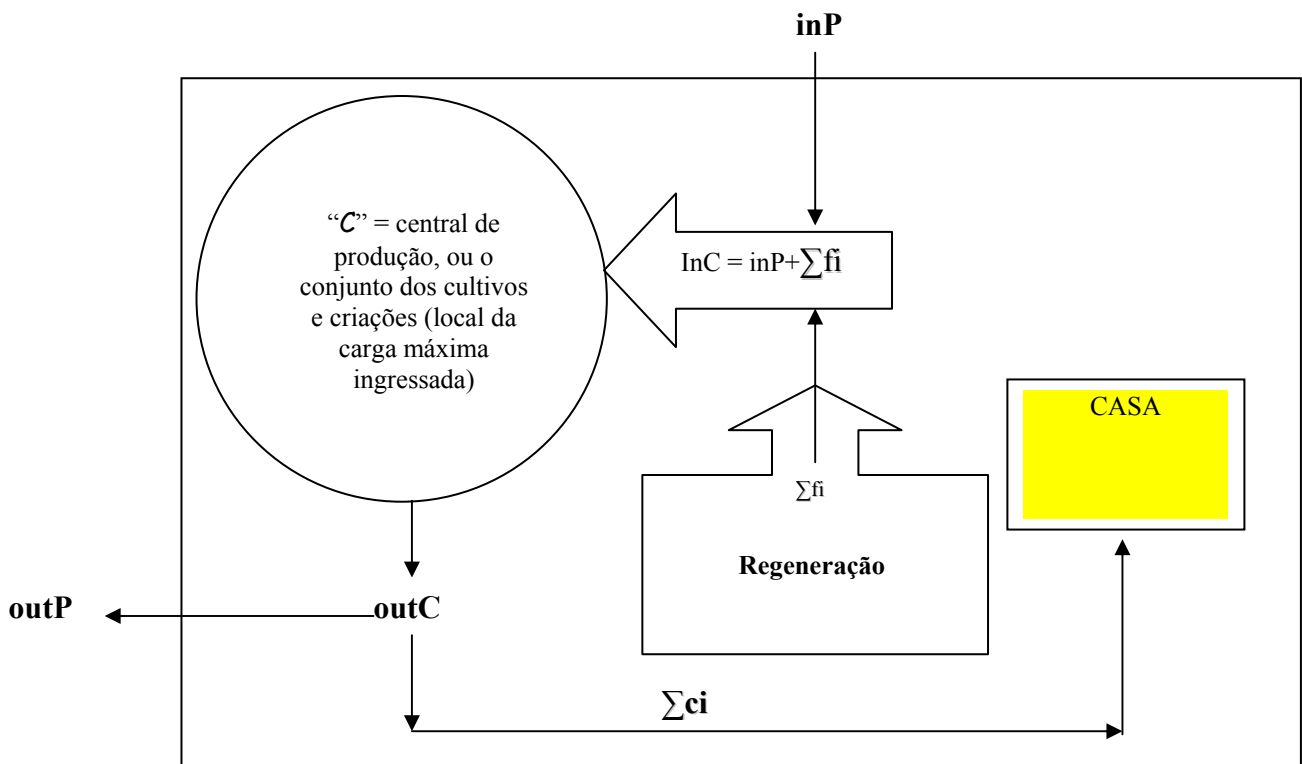 inP
“C” = central de
produção, ou o
conjunto dos cultivos
e criações (local da
carga máxima
ingressada)
InC = inP+∑fi
CASA
∑fi
Regeneração
outP
outC
∑ci